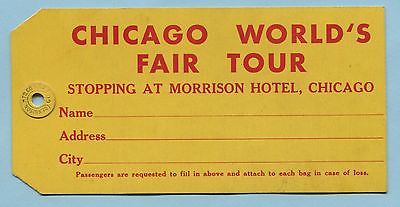 CHICAGO WORLD'S
FAIR TOUR
STOPPING AT MORRISON HOTEL, CHICAGO
Name
Address
City
Passengers are requested to fill in above and attach to each bag in case of loss.